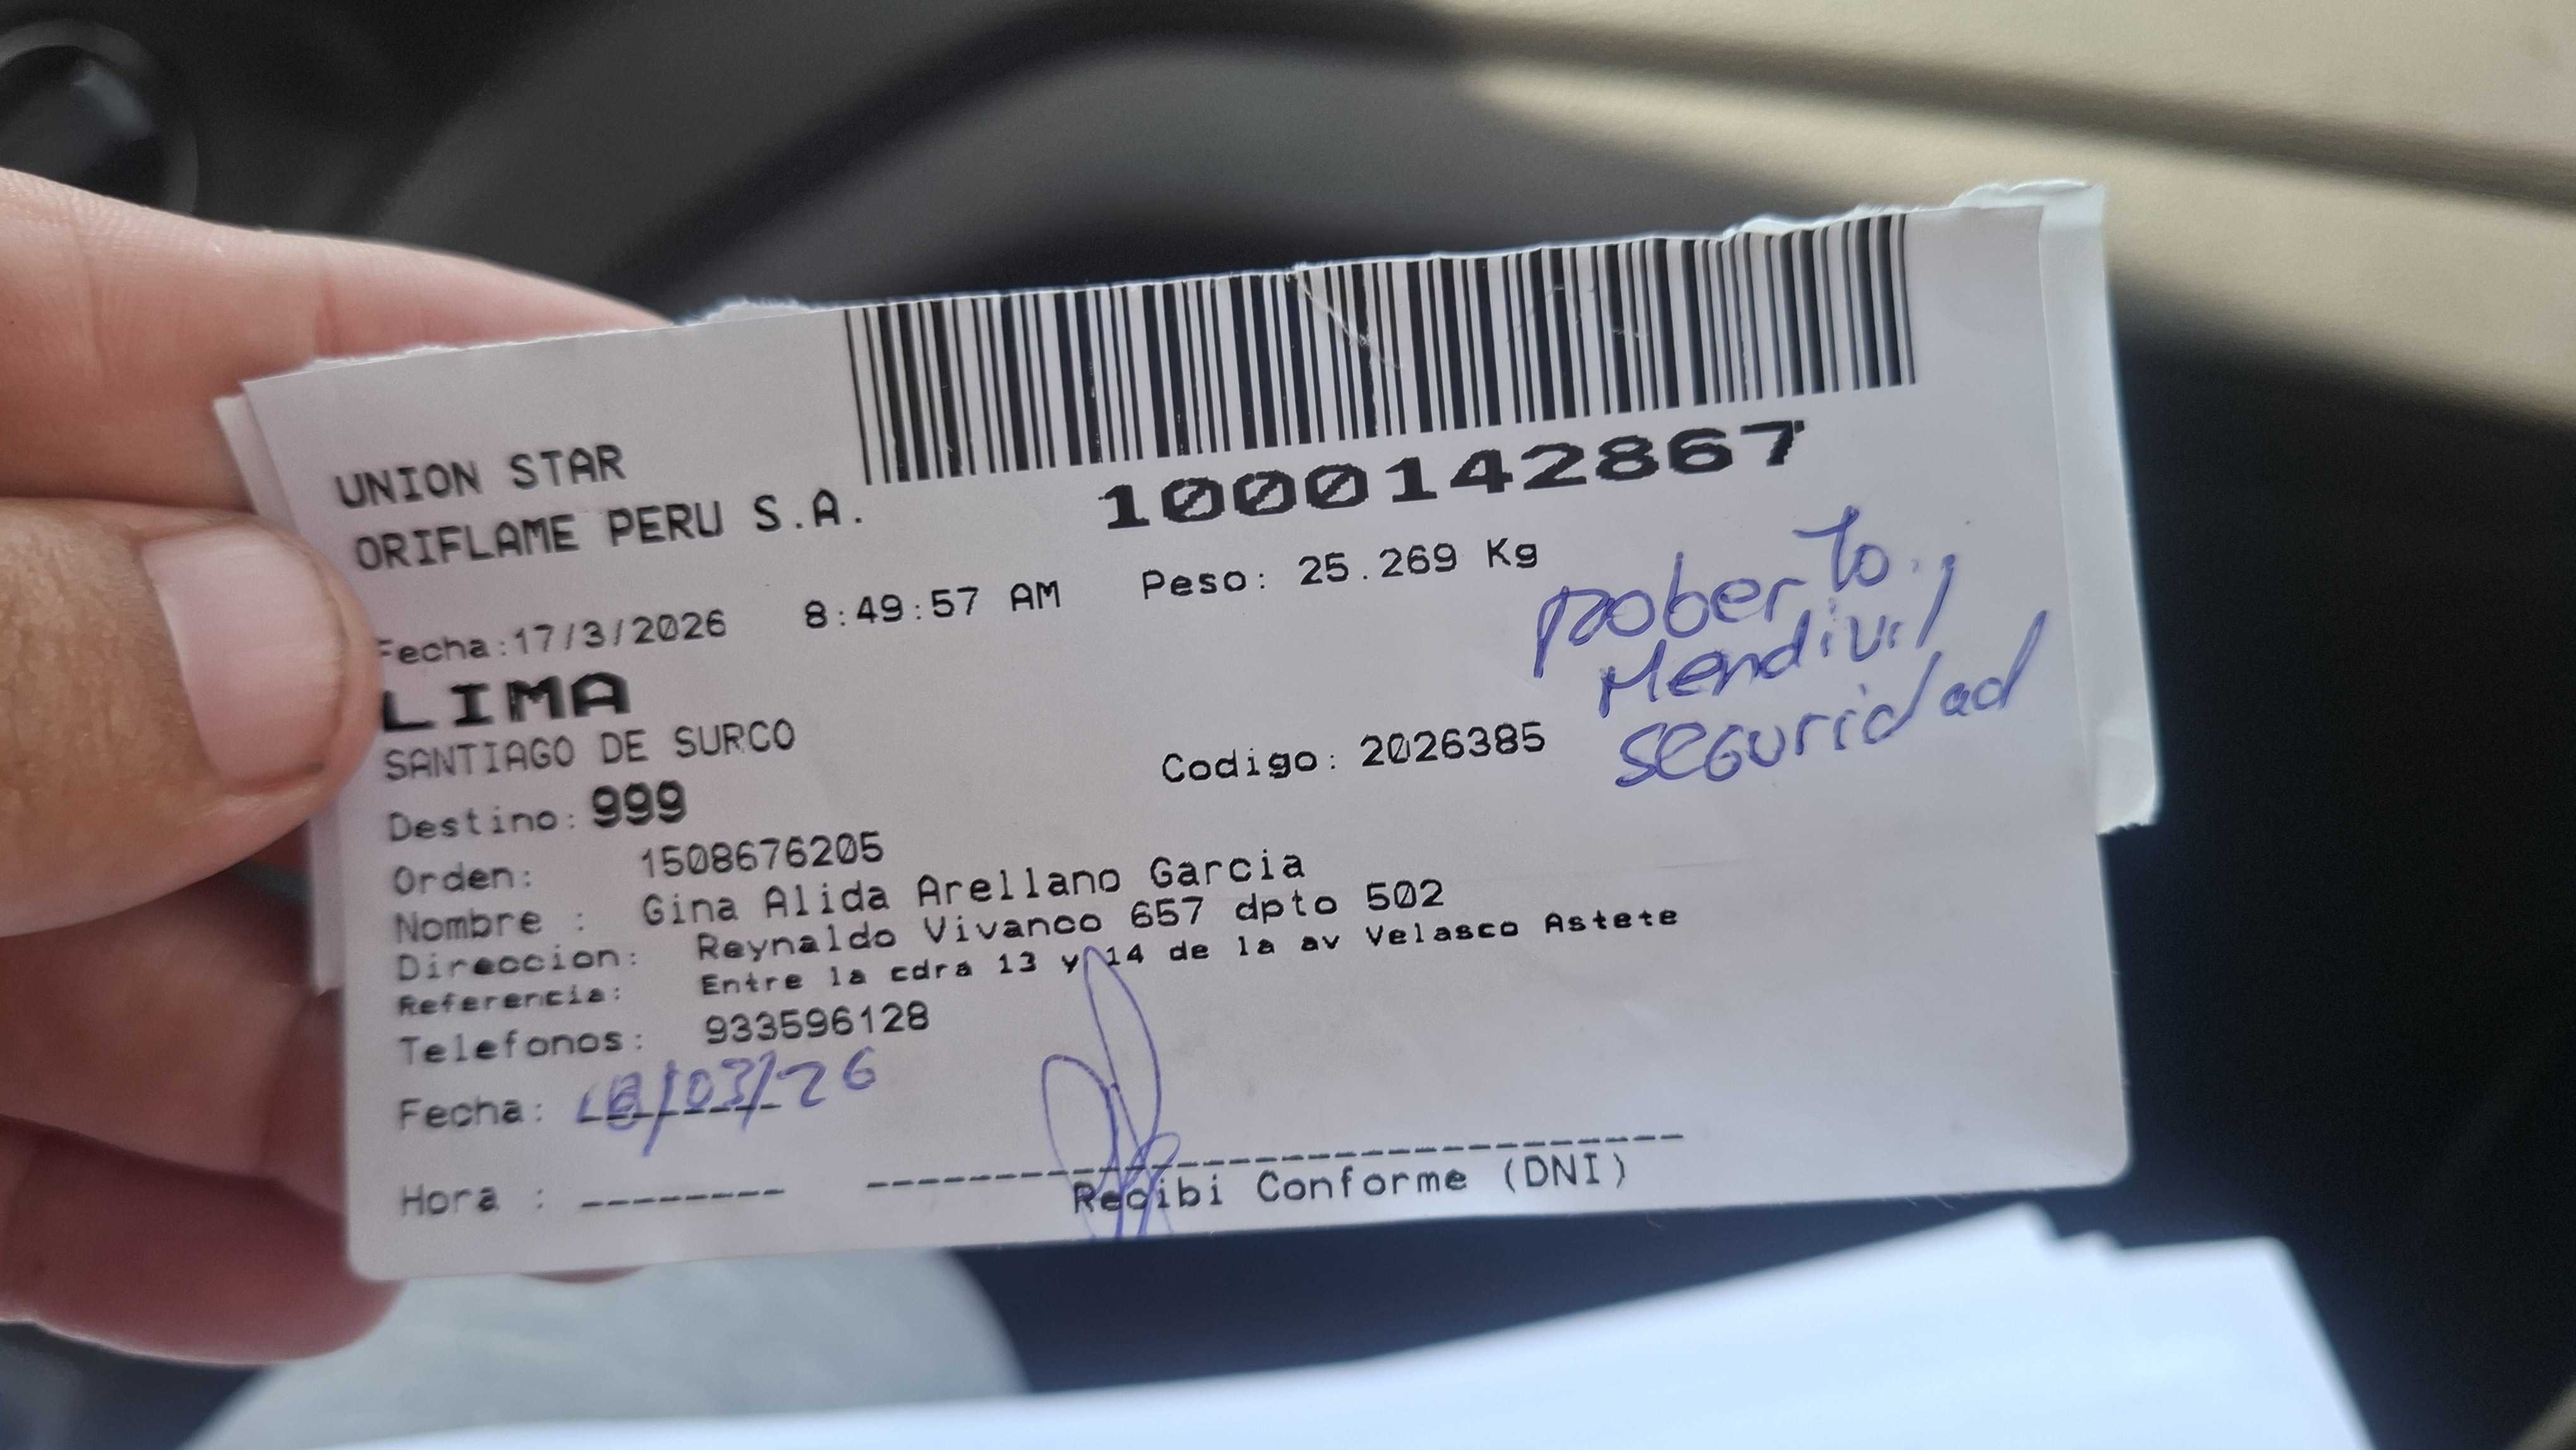 UNION STAR
ORIFLAME PERU S.A.
1000142867
Fecha:17/3/2026 8:49:57 AM Peso: 25.269 Kg
LIMA
SANTIAGO DE SURCO
Destino: 999
Codigo: 2026385
Roberto
Mendivil
seguridad
Orden: 1508676205
Nombre : Gina Alida Arellano Garcia
Direccion: Reynaldo Vivanco 657 dpto 502
Referencia: Entre la cdra 13 y 14 de la av Velasco Astete
Telefonos: 933596128
Fecha: 18/03/26
Hora : --------
Recibi Conforme (DNI)